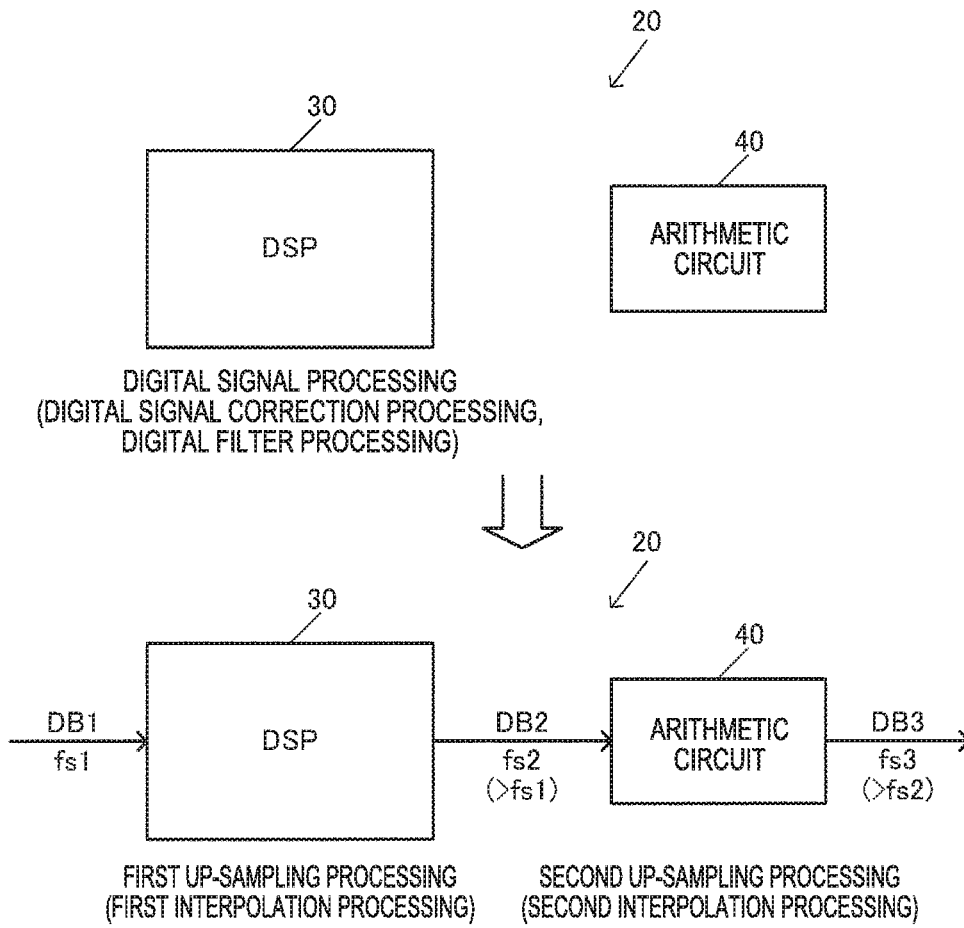 20
30
40
DSP
ARITHMETIC
CIRCUIT
DIGITAL SIGNAL PROCESSING
(DIGITAL SIGNAL CORRECTION PROCESSING,
DIGITAL FILTER PROCESSING)
20
30
40
DB1
fs1
DSP
DB2
fs2
(>fs1)
ARITHMETIC
CIRCUIT
DB3
fs3
(>fs2)
FIRST UP-SAMPLING PROCESSING
(FIRST INTERPOLATION PROCESSING)
SECOND UP-SAMPLING PROCESSING
(SECOND INTERPOLATION PROCESSING)